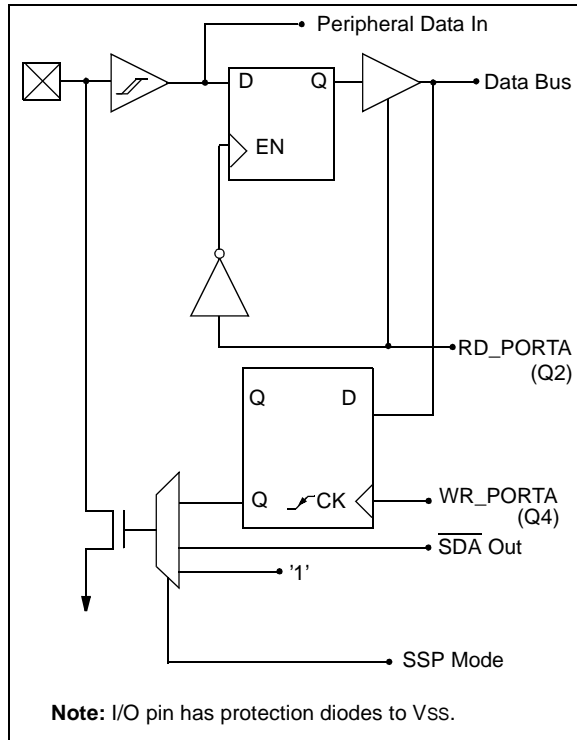 Peripheral Data In
D Q
Data Bus
EN
RD_PORTA
(Q2)
Q D
Q CK
WR_PORTA
(Q4)
SDA Out
'1'
SSP Mode
Note: I/O pin has protection diodes to VSS.